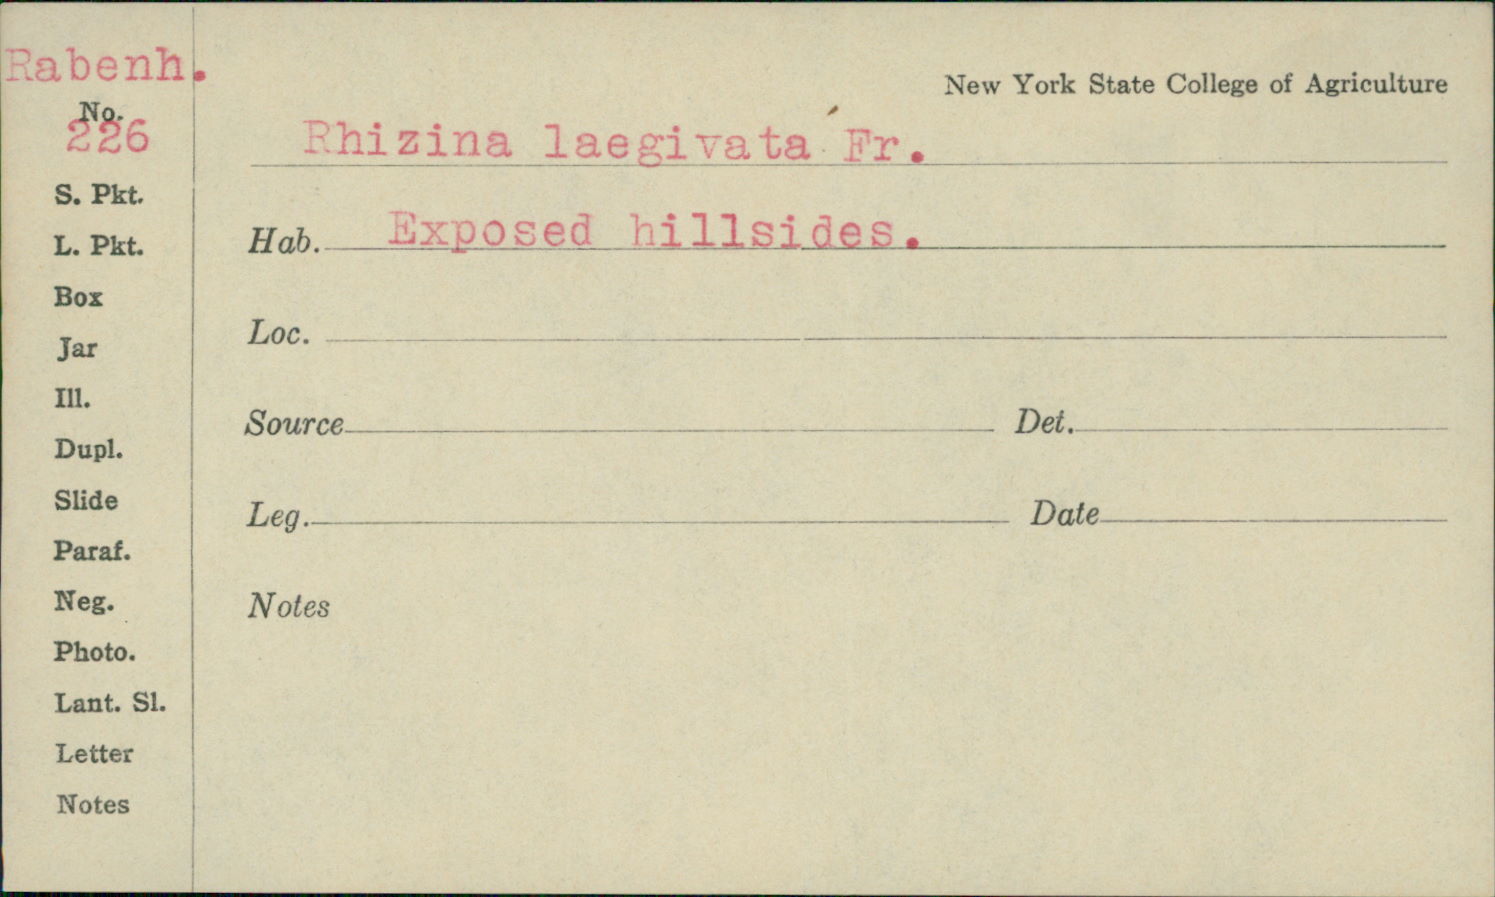 Rabenh.
New York State College of Agriculture
No.
226
Rhizina laegivata Fr.
S. Pkt.
Hab. Exposed hillsides.
L. Pkt.
Box
Loc.
Jar
Ill.
Source Det.
Dupl.
Slide
Leg. Date
Paraf.
Neg.
Notes
Photo.
Lant. Sl.
Letter
Notes